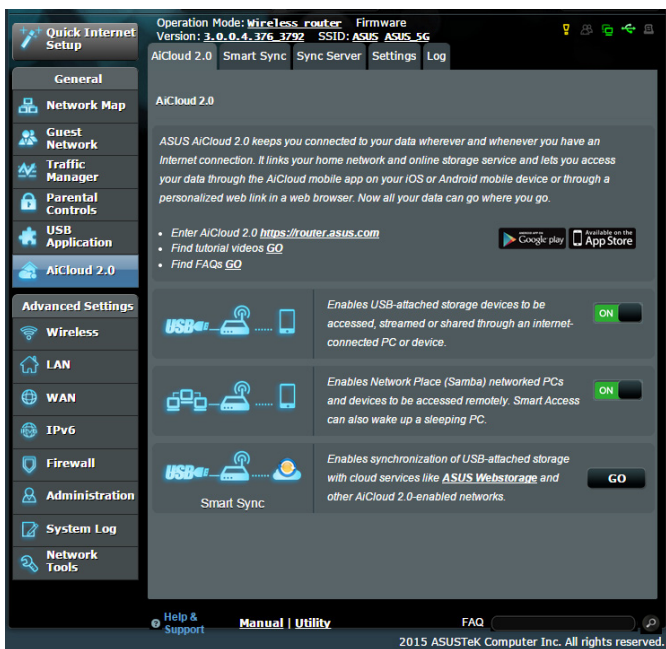 Quick Internet
Setup
General
Network Map
Guest
Network
Traffic
Manager
Parental
Controls
USB
Application
AiCloud 2.0
Advanced Settings
Wireless
LAN
WAN
IPv6
Firewall
Administration
System Log
Network
Tools
Operation Mode: Wireless router Firmware
Version: 3.0.0.4.376_3792 SSID: ASUS ASUS_5G
AiCloud 2.0 Smart Sync Sync Server Settings Log
AiCloud 2.0
ASUS AiCloud 2.0 keeps you connected to your data wherever and whenever you have an
Internet connection. It links your home network and online storage service and lets you access
your data through the AiCloud mobile app on your iOS or Android mobile device or through a
personalized web link in a web browser. Now all your data can go where you go.
• Enter AiCloud 2.0 https://router.asus.com
• Find tutorial videos GO
• Find FAQs GO
Google play
Available on the
App Store
USB
Enables USB-attached storage devices to be
accessed, streamed or shared through an internet-
connected PC or device.
ON
Enables Network Place (Samba) networked PCs
and devices to be accessed remotely. Smart Access
can also wake up a sleeping PC.
ON
USB
Smart Sync
Enables synchronization of USB-attached storage
with cloud services like ASUS Webstorage and
other AiCloud 2.0-enabled networks.
GO
Help &
Support
Manual | Utility
FAQ
2015 ASUSTeK Computer Inc. All rights reserved.